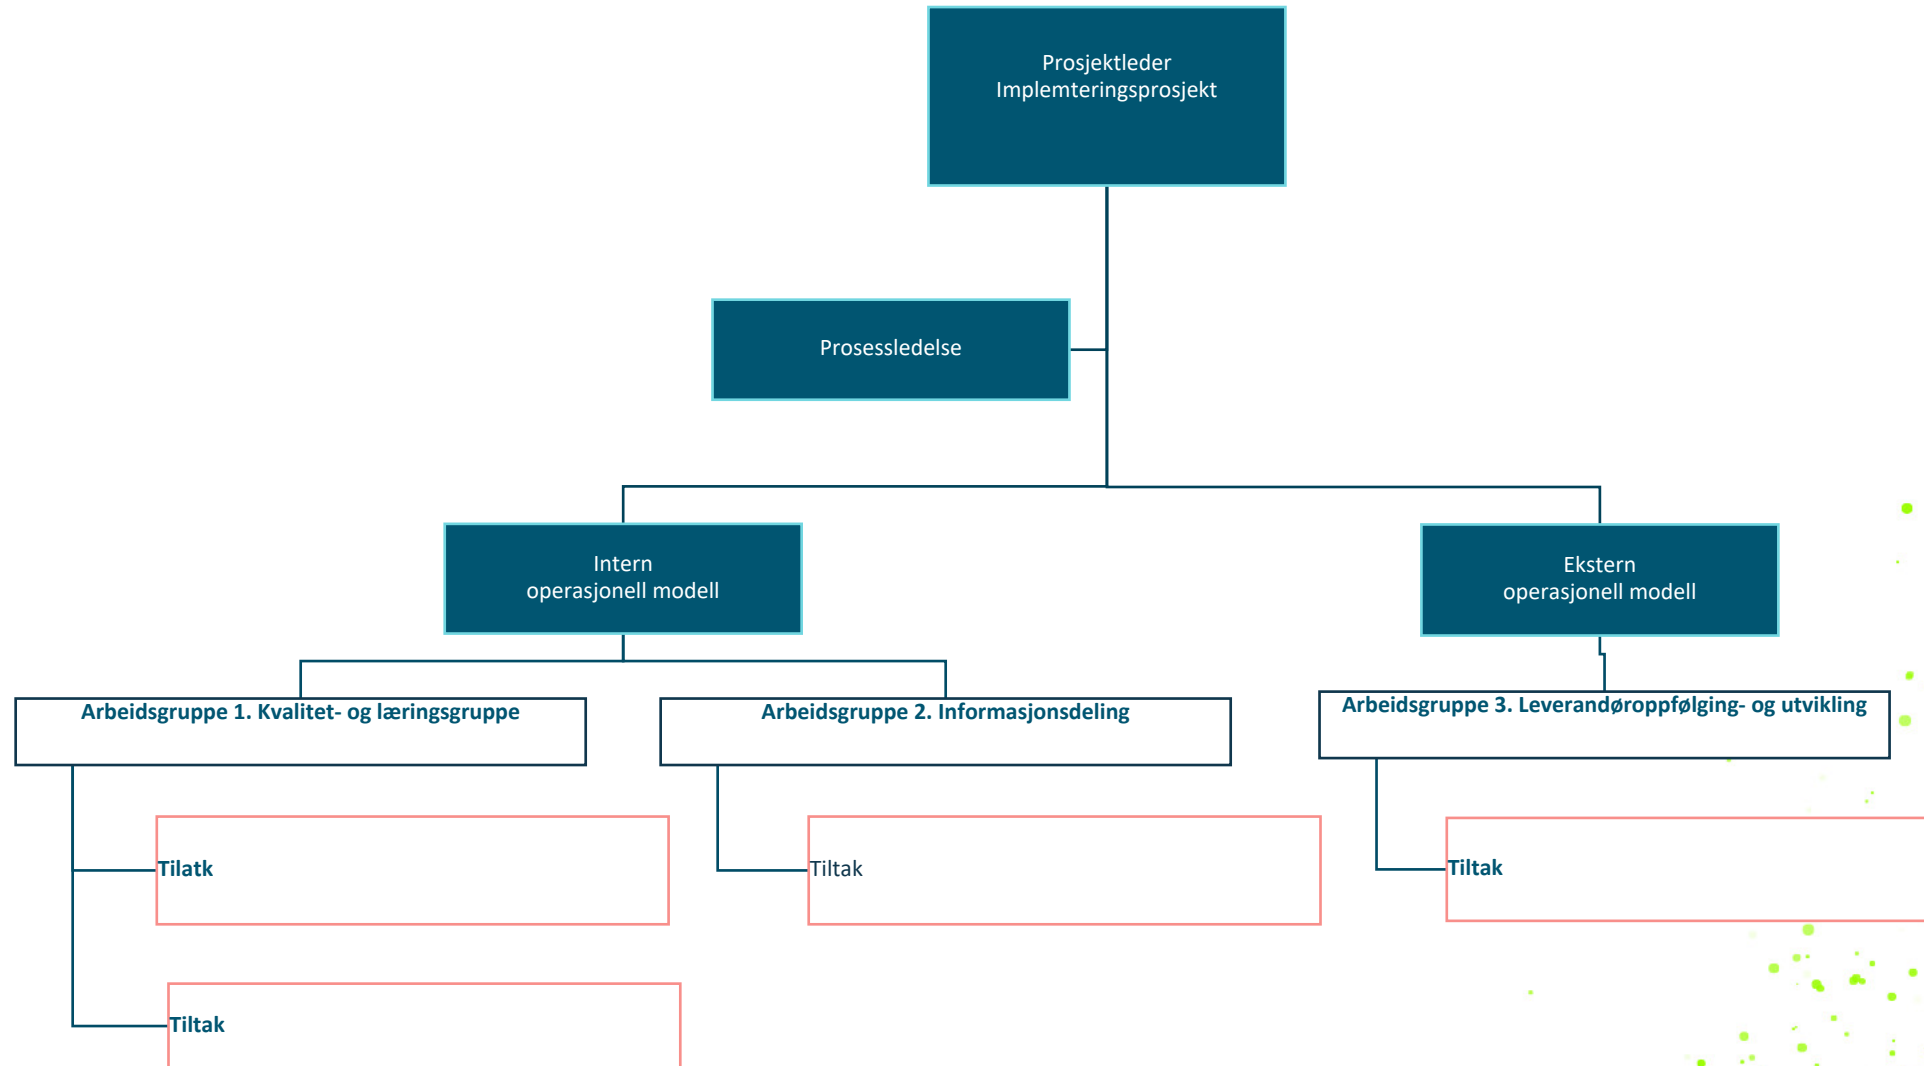 Prosjektleder
Implemteringsprosjekt
Prosessledelse
Intern
operasjonell modell
Ekstern
operasjonell modell
Arbeidsgruppe 1. Kvalitet- og læringsgruppe
Arbeidsgruppe 2. Informasjonsdeling
Arbeidsgruppe 3. Leverandøroppfølging- og utvikling
Tilatk
Tiltak
Tiltak
Tiltak